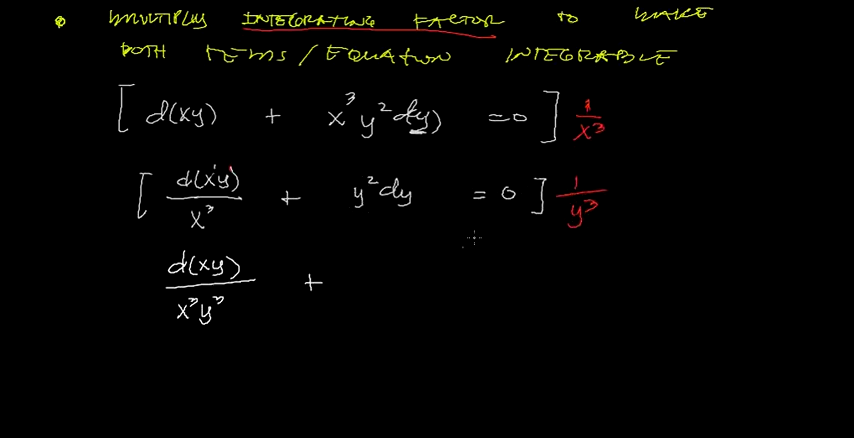 • MULTIPLY INTEGRATING FACTOR to MAKE
BOTH TERMS / EQUATION INTEGRABLE
[ d(xy) + x³y²dy) = 0 ] 1/x³
[ d(x'y)/x³ + y²dy = 0 ] 1/y³
d(xy)/x³y³ +